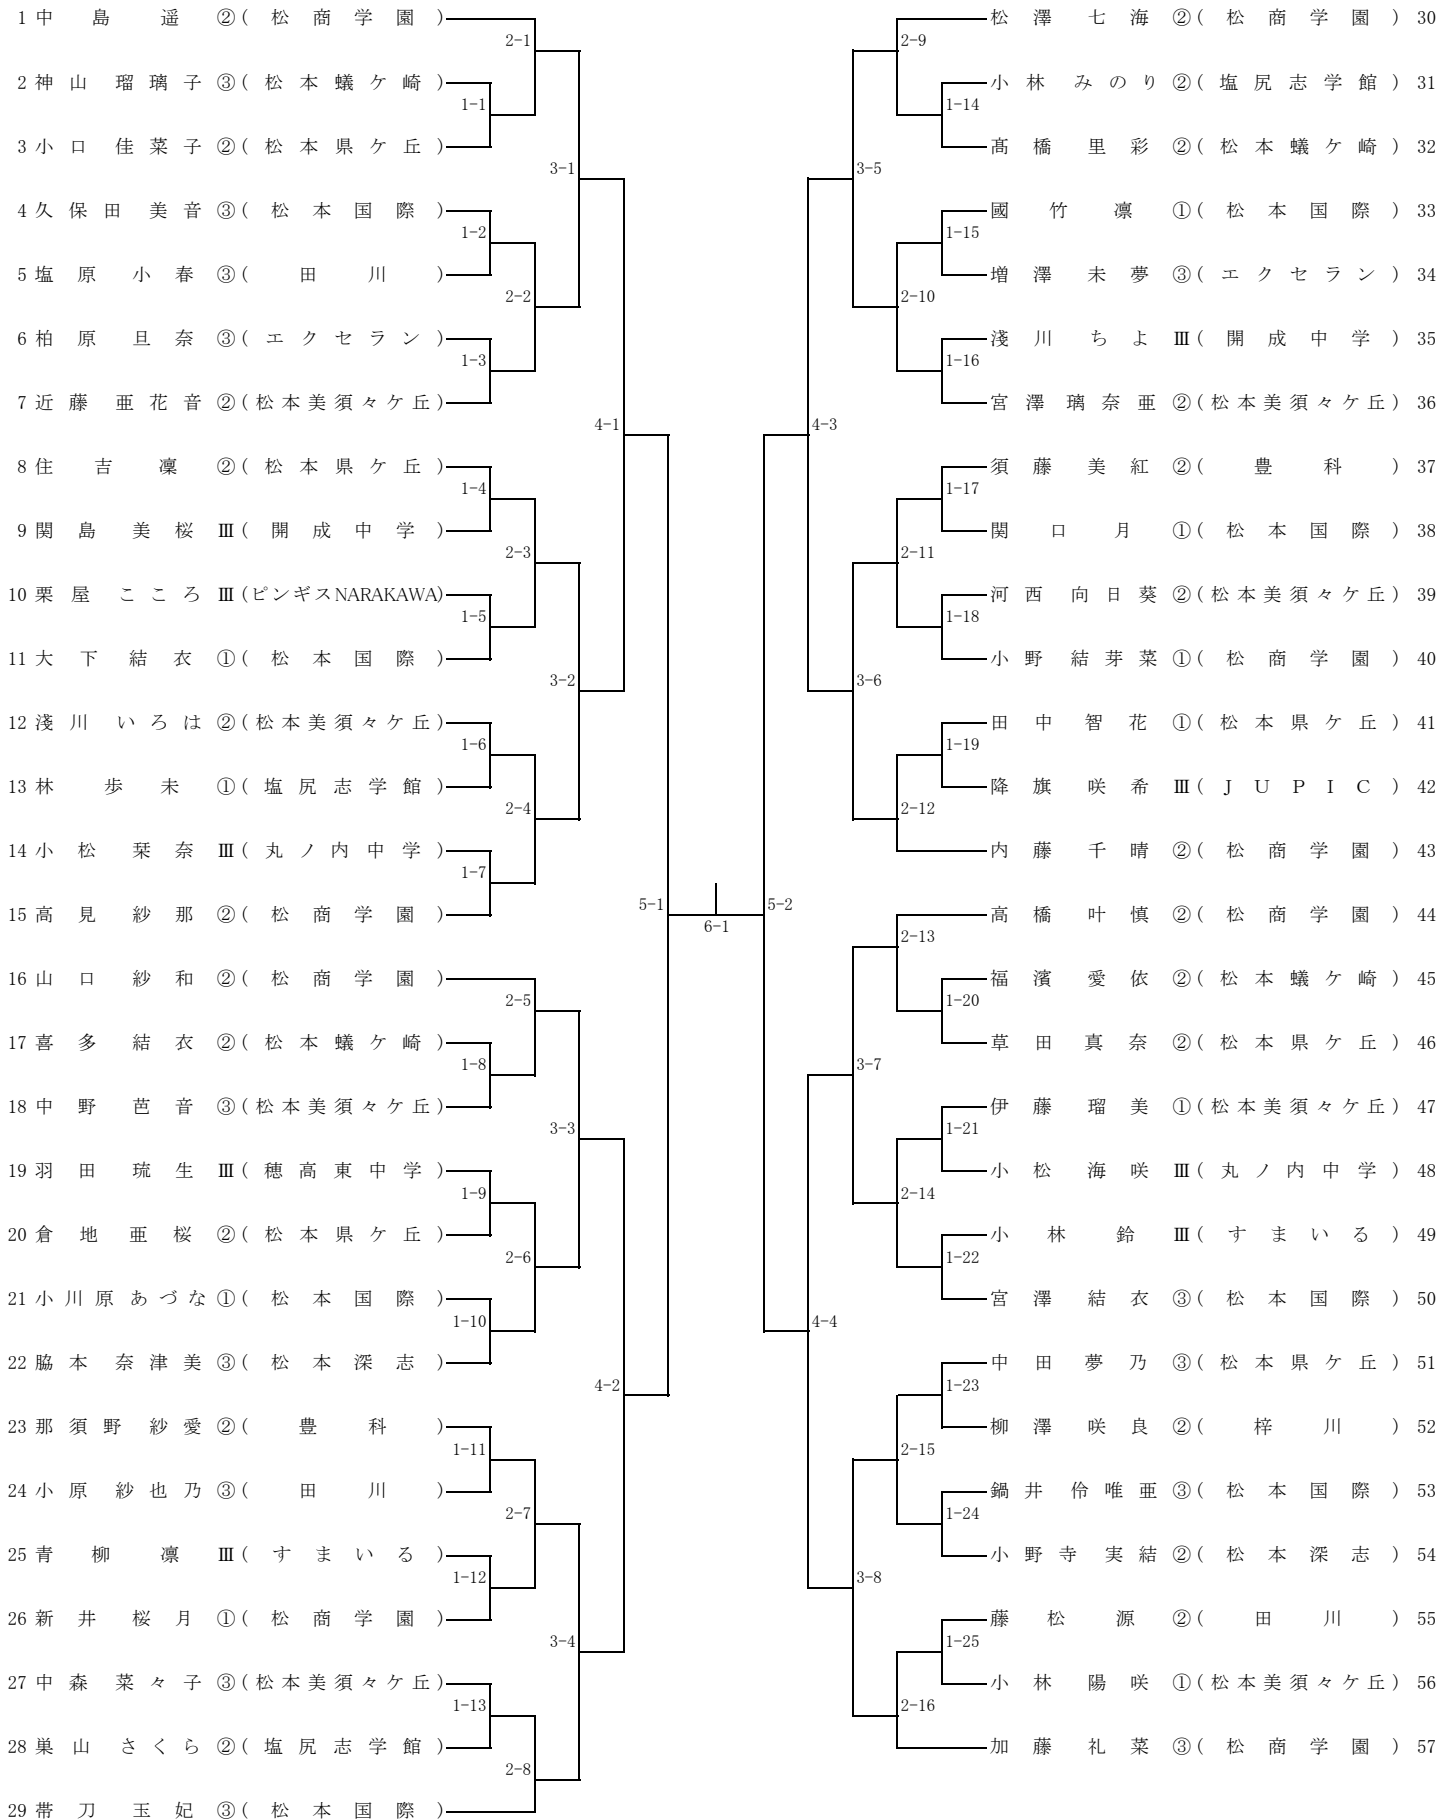 1 中島 遥 ②(松商学園)
2-1
2 神山 瑠璃子 ③(松本蟻ケ崎)
1-1
3 小口 佳菜子 ②(松本県ケ丘)
3-1
4 久保田 美音 ③(松本国際)
1-2
5 塩原 小春 ③(田川)
2-2
6 柏原 旦奈 ③(エクセラン)
1-3
7 近藤 亜花音 ②(松本美須々ケ丘)
4-1
8 住吉 凜 ②(松本県ケ丘)
1-4
9 関島 美桜 Ⅲ(開成中学)
2-3
10 栗屋 こころ Ⅲ(ピンギスNARAKAWA)
1-5
11 大下 結衣 ①(松本国際)
3-2
12 淺川 いろは ②(松本美須々ケ丘)
1-6
13 林 歩未 ①(塩尻志学館)
2-4
14 小松 栞奈 Ⅲ(丸ノ内中学)
1-7
15 高見 紗那 ②(松商学園)
5-1
16 山口 紗和 ②(松商学園)
2-5
17 喜多 結衣 ②(松本蟻ケ崎)
1-8
18 中野 芭音 ③(松本美須々ケ丘)
3-3
19 羽田 琉生 Ⅲ(穂高東中学)
1-9
20 倉地 亜桜 ②(松本県ケ丘)
2-6
21 小川原 あづな ①(松本国際)
1-10
22 脇本 奈津美 ③(松本深志)
4-2
23 那須野 紗愛 ②(豊科)
1-11
24 小原 紗也乃 ③(田川)
2-7
25 青柳 凛 Ⅲ(すまいる)
1-12
26 新井 桜月 ①(松商学園)
3-4
27 中森 菜々子 ③(松本美須々ケ丘)
1-13
28 巣山 さくら ②(塩尻志学館)
2-8
29 帯刀 玉妃 ③(松本国際)
6-1
松澤 七海 ②(松商学園) 30
2-9
小林 みのり ②(塩尻志学館) 31
1-14
髙橋 里彩 ②(松本蟻ケ崎) 32
3-5
國竹 凛 ①(松本国際) 33
1-15
増澤 未夢 ③(エクセラン) 34
2-10
淺川 ちよ Ⅲ(開成中学) 35
1-16
宮澤 璃奈亜 ②(松本美須々ケ丘) 36
4-3
須藤 美紅 ②(豊科) 37
1-17
関口 月 ①(松本国際) 38
2-11
河西 向日葵 ②(松本美須々ケ丘) 39
1-18
小野 結芽菜 ①(松商学園) 40
3-6
田中 智花 ①(松本県ケ丘) 41
1-19
降旗 咲希 Ⅲ(JUPIC) 42
2-12
内藤 千晴 ②(松商学園) 43
5-2
高橋 叶慎 ②(松商学園) 44
2-13
福濱 愛依 ②(松本蟻ケ崎) 45
1-20
草田 真奈 ②(松本県ケ丘) 46
3-7
伊藤 瑠美 ①(松本美須々ケ丘) 47
1-21
小松 海咲 Ⅲ(丸ノ内中学) 48
2-14
小林 鈴 Ⅲ(すまいる) 49
1-22
宮澤 結衣 ③(松本国際) 50
4-4
中田 夢乃 ③(松本県ケ丘) 51
1-23
柳澤 咲良 ②(梓川) 52
2-15
鍋井 伶唯亜 ③(松本国際) 53
1-24
小野寺 実結 ②(松本深志) 54
3-8
藤松 源 ②(田川) 55
1-25
小林 陽咲 ①(松本美須々ケ丘) 56
2-16
加藤 礼菜 ③(松商学園) 57